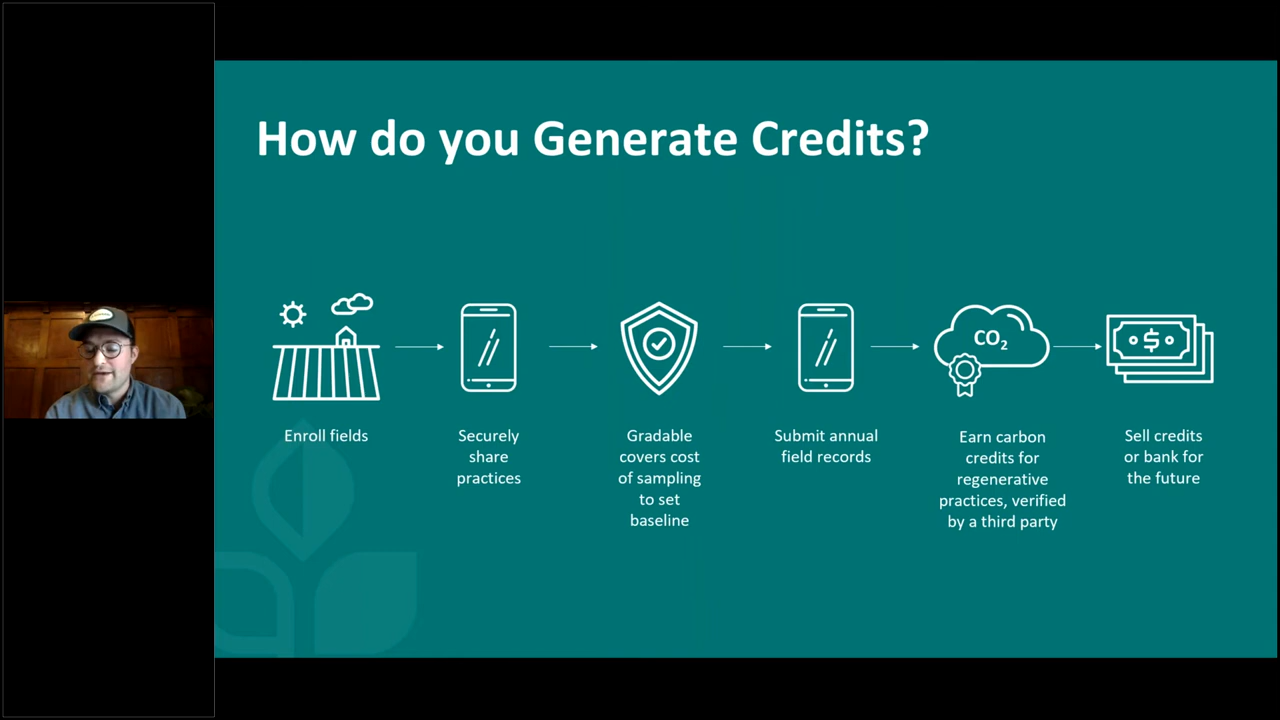 How do you Generate Credits?
CO₂
$
Enroll fields
Securely
share
practices
Gradable
covers cost
of sampling
to set
baseline
Submit annual
field records
Earn carbon
credits for
regenerative
practices, verified
by a third party
Sell credits
or bank for
the future